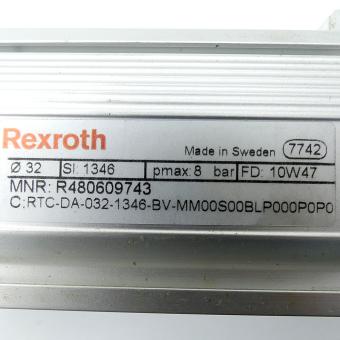 Rexroth
Made in Sweden 7742
Ø 32 SI: 1346 pmax: 8 bar FD: 10W47
MNR: R480609743
C:RTC-DA-032-1346-BV-MM00S00BLP000P0P0